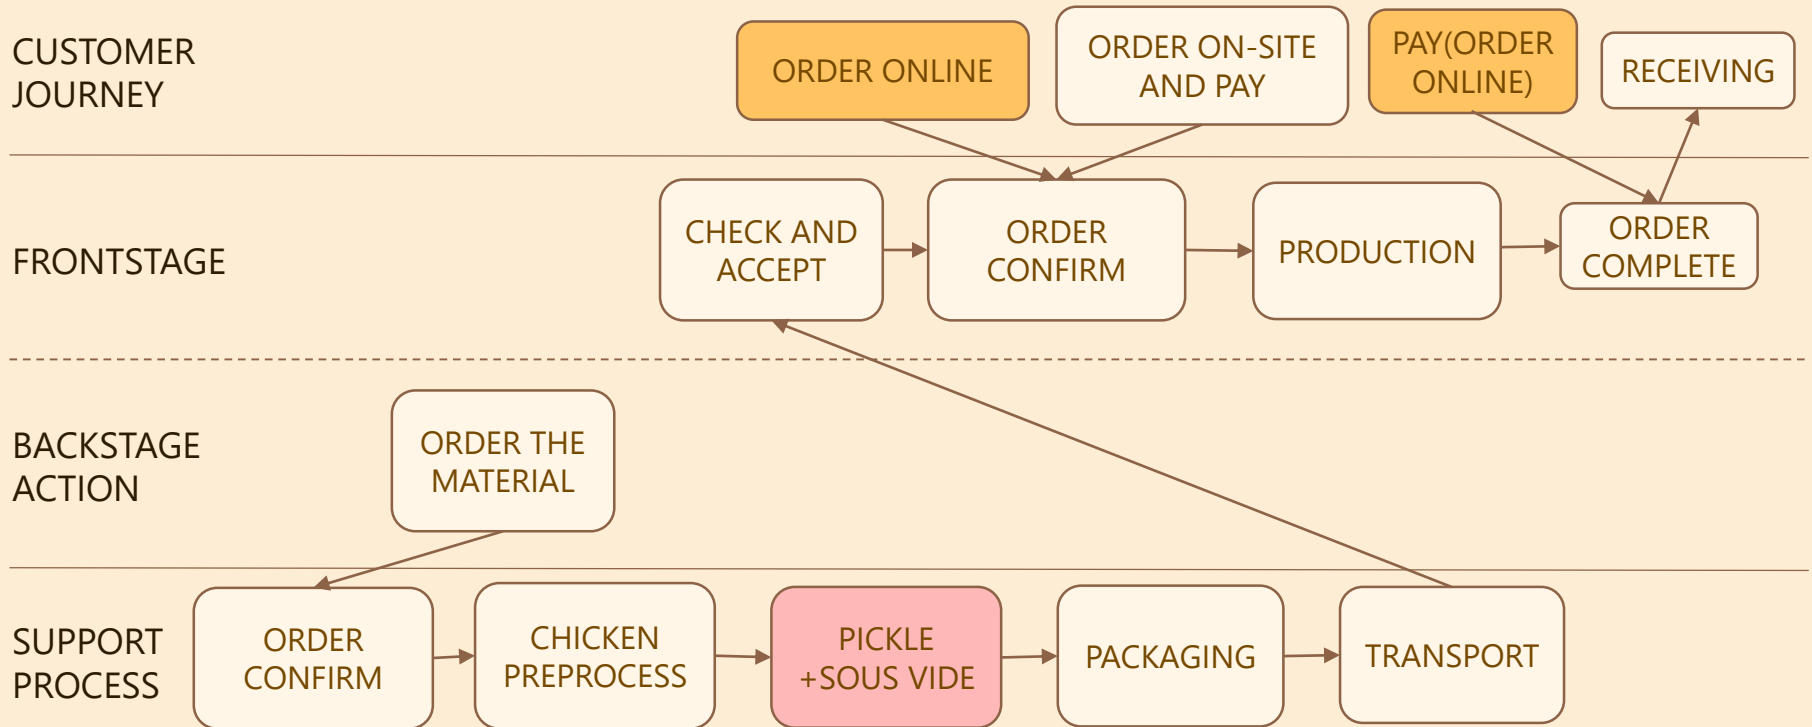 CUSTOMER
JOURNEY
ORDER ONLINE
ORDER ON-SITE
AND PAY
PAY(ORDER
ONLINE)
RECEIVING
FRONTSTAGE
CHECK AND
ACCEPT
ORDER
CONFIRM
PRODUCTION
ORDER
COMPLETE
BACKSTAGE
ACTION
ORDER THE
MATERIAL
SUPPORT
PROCESS
ORDER
CONFIRM
CHICKEN
PREPROCESS
PICKLE
+SOUS VIDE
PACKAGING
TRANSPORT